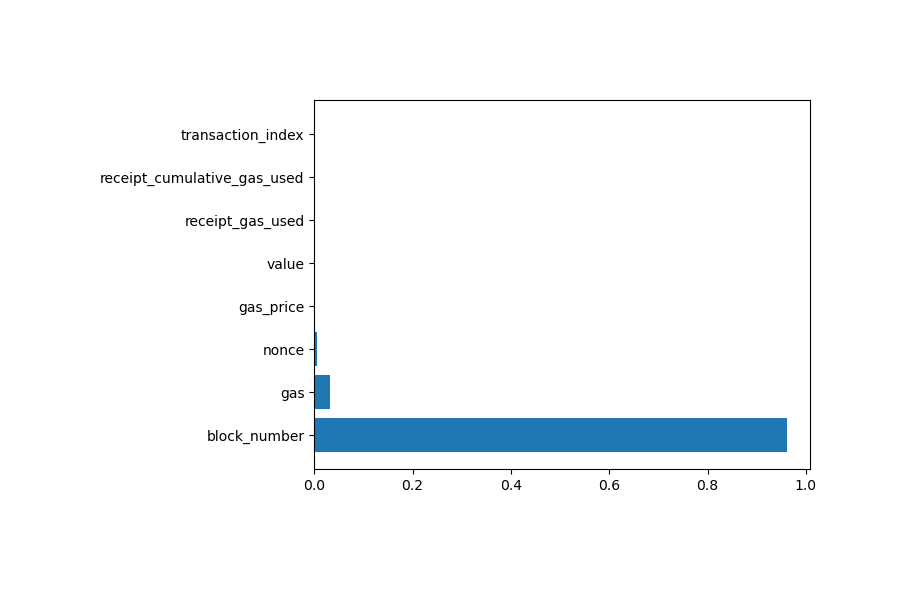 transaction_index
receipt_cumulative_gas_used
receipt_gas_used
value
gas_price
nonce
gas
block_number
0.0 0.2 0.4 0.6 0.8 1.0